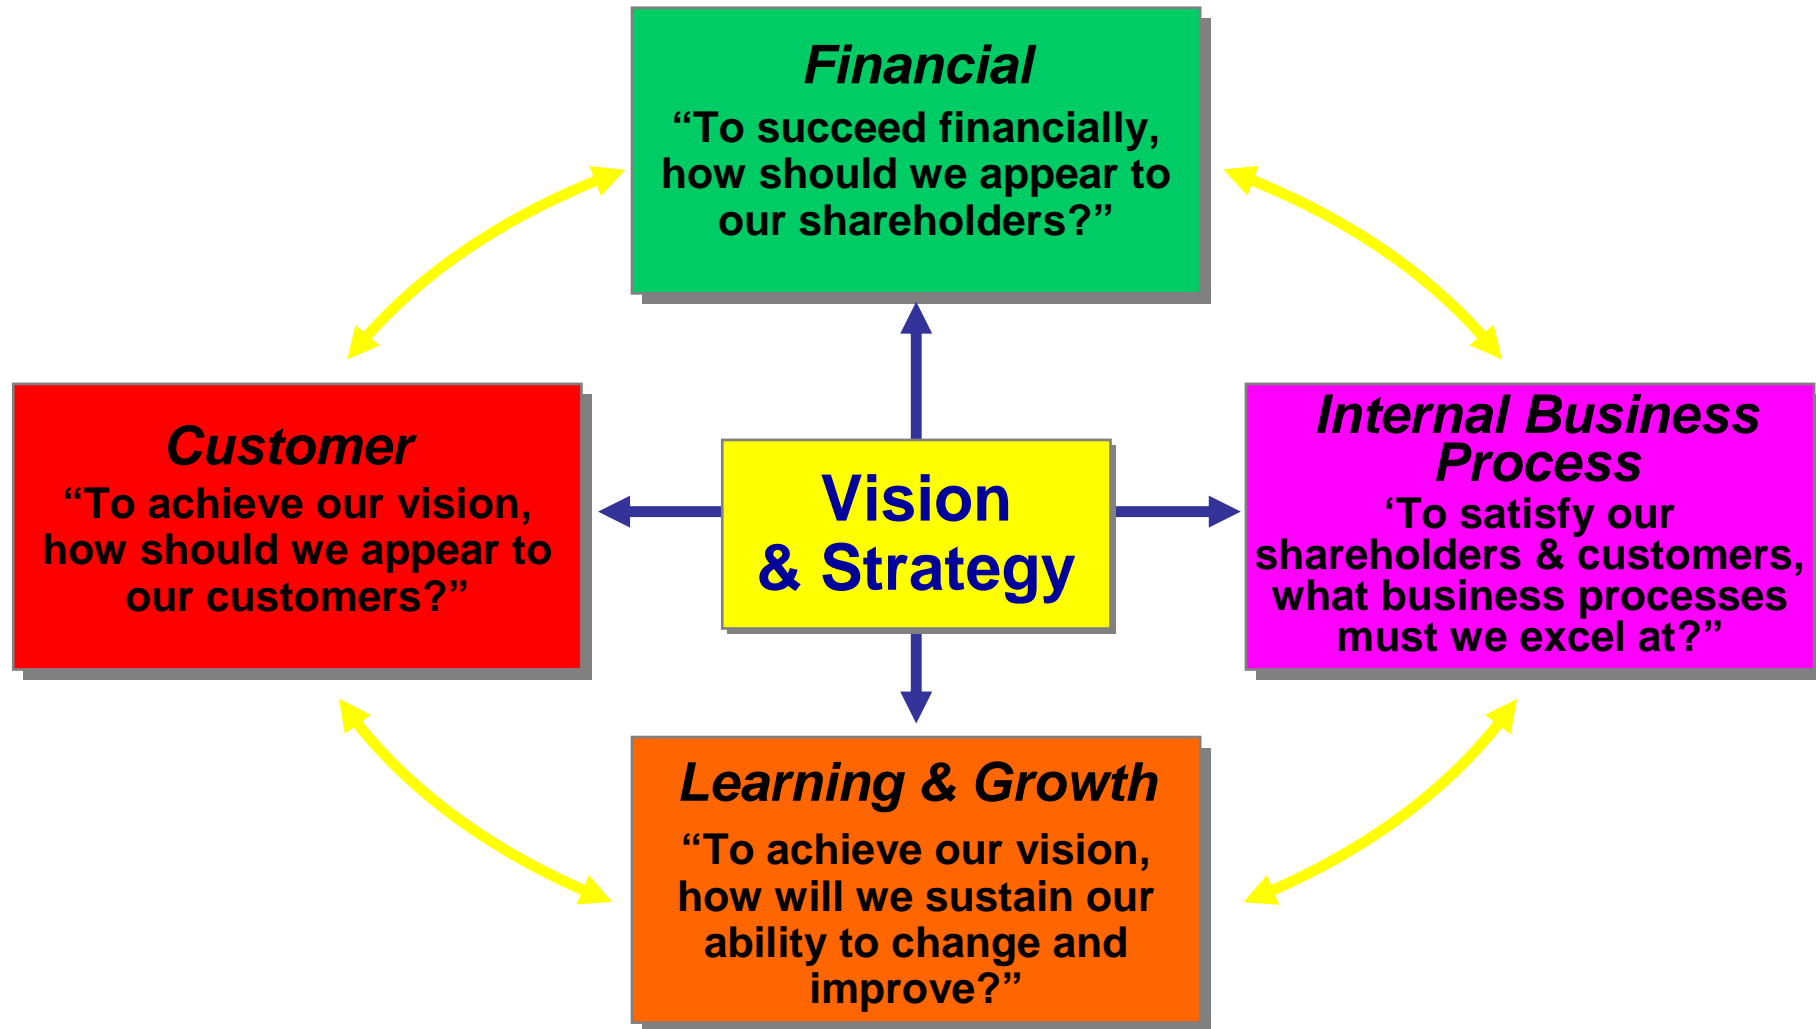 Financial
“To succeed financially,
how should we appear to
our shareholders?”
Customer
“To achieve our vision,
how should we appear to
our customers?”
Vision
& Strategy
Internal Business
Process
‘To satisfy our
shareholders & customers,
what business processes
must we excel at?”
Learning & Growth
“To achieve our vision,
how will we sustain our
ability to change and
improve?”